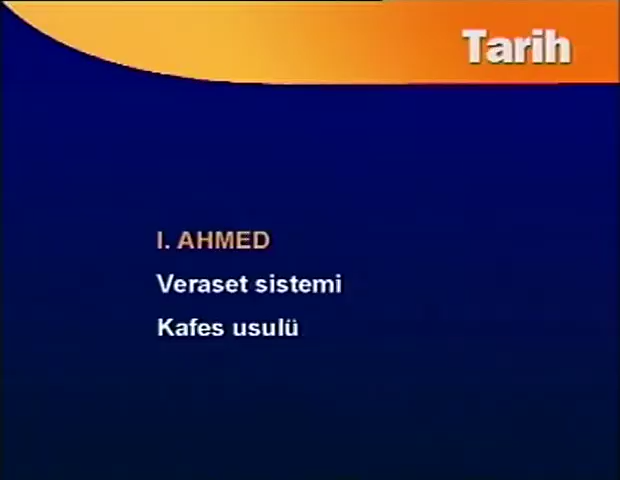 Tarih
I. AHMED
Veraset sistemi
Kafes usulü